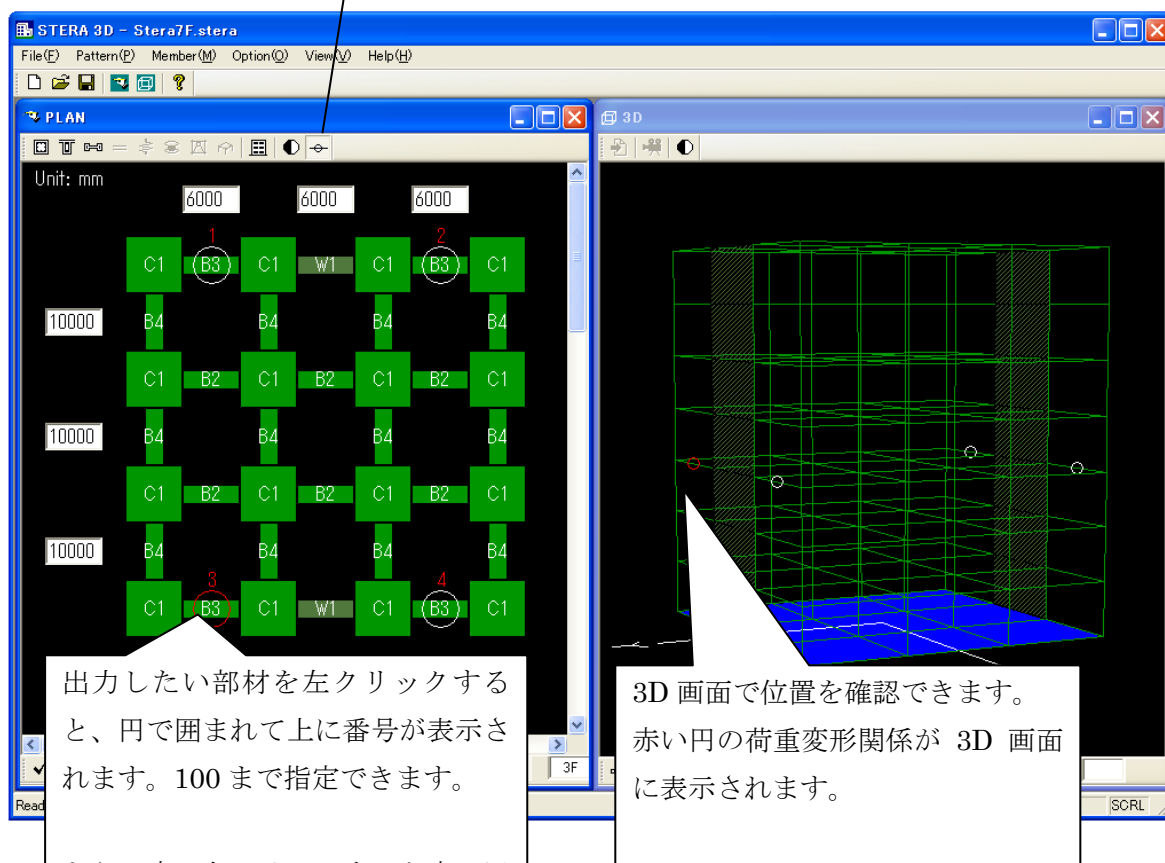 STERA 3D - Stera7F.stera
File(F) Pattern(P) Member(M) Option(O) View(V) Help(H)
PLAN
Unit: mm
6000 6000 6000
1 2
C1 B3 C1 W1 C1 B3 C1
10000 B4 B4 B4 B4
C1 B2 C1 B2 C1 B2 C1
10000 B4 B4 B4 B4
C1 B2 C1 B2 C1 B2 C1
10000 B4 B4 B4 B4
3 4
C1 B3 C1 W1 C1 B3 C1
3F
出力したい部材を左クリックする
と、円で囲まれて上に番号が表示さ
れます。100 まで指定できます。
3D
3D 画面で位置を確認できます。
赤い円の荷重変形関係が 3D 画面
に表示されます。
Read
SCRL